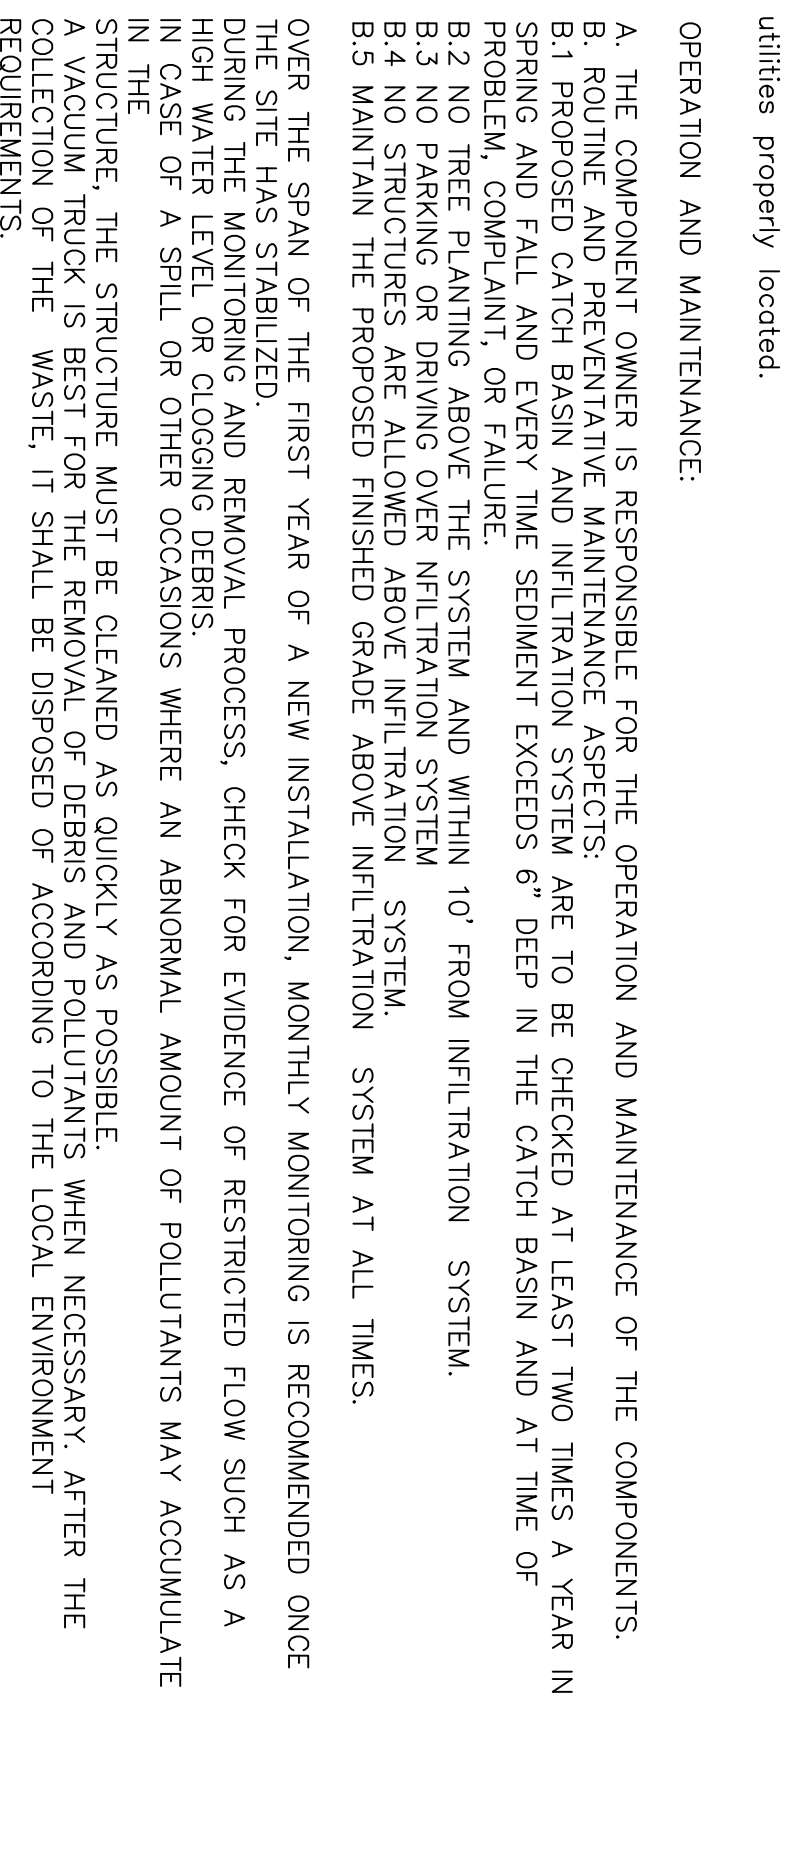 utilities properly located.
OPERATION AND MAINTENANCE:
A. THE COMPONENT OWNER IS RESPONSIBLE FOR THE OPERATION AND MAINTENANCE OF THE COMPONENTS.
B. ROUTINE AND PREVENTATIVE MAINTENANCE ASPECTS:
B.1 PROPOSED CATCH BASIN AND INFILTRATION SYSTEM ARE TO BE CHECKED AT LEAST TWO TIMES A YEAR IN
SPRING AND FALL AND EVERY TIME SEDIMENT EXCEEDS 6" DEEP IN THE CATCH BASIN AND AT TIME OF
PROBLEM, COMPLAINT, OR FAILURE.
B.2 NO TREE PLANTING ABOVE THE SYSTEM AND WITHIN 10' FROM INFILTRATION SYSTEM.
B.3 NO PARKING OR DRIVING OVER NFILTRATION SYSTEM
B.4 NO STRUCTURES ARE ALLOWED ABOVE INFILTRATION SYSTEM.
B.5 MAINTAIN THE PROPOSED FINISHED GRADE ABOVE INFILTRATION SYSTEM AT ALL TIMES.
OVER THE SPAN OF THE FIRST YEAR OF A NEW INSTALLATION, MONTHLY MONITORING IS RECOMMENDED ONCE
THE SITE HAS STABILIZED.
DURING THE MONITORING AND REMOVAL PROCESS, CHECK FOR EVIDENCE OF RESTRICTED FLOW SUCH AS A
HIGH WATER LEVEL OR CLOGGING DEBRIS.
IN CASE OF A SPILL OR OTHER OCCASIONS WHERE AN ABNORMAL AMOUNT OF POLLUTANTS MAY ACCUMULATE
IN THE
STRUCTURE, THE STRUCTURE MUST BE CLEANED AS QUICKLY AS POSSIBLE.
A VACUUM TRUCK IS BEST FOR THE REMOVAL OF DEBRIS AND POLLUTANTS WHEN NECESSARY. AFTER THE
COLLECTION OF THE WASTE, IT SHALL BE DISPOSED OF ACCORDING TO THE LOCAL ENVIRONMENT
REQUIREMENTS.